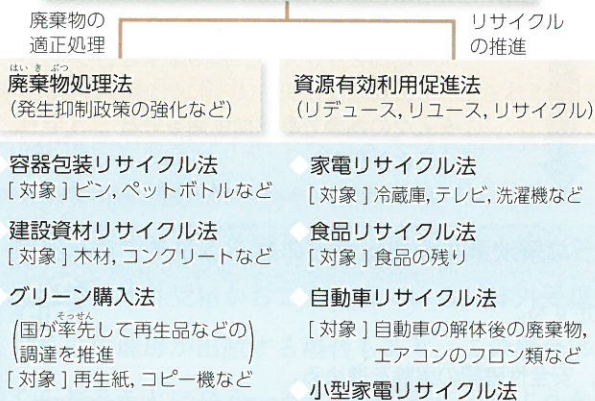 廃棄物の
適正処理
リサイクル
の推進
はいきぶつ
廃棄物処理法
(発生抑制政策の強化など)
資源有効利用促進法
(リデュース, リユース, リサイクル)
容器包装リサイクル法
[対象]ビン, ペットボトルなど
建設資材リサイクル法
[対象]木材, コンクリートなど
グリーン購入法
そっせん
(国が率先して再生品などの
調達を推進)
[対象]再生紙, コピー機など
家電リサイクル法
[対象]冷蔵庫, テレビ, 洗濯機など
食品リサイクル法
[対象]食品の残り
自動車リサイクル法
[対象]自動車の解体後の廃棄物,
エアコンのフロン類など
小型家電リサイクル法